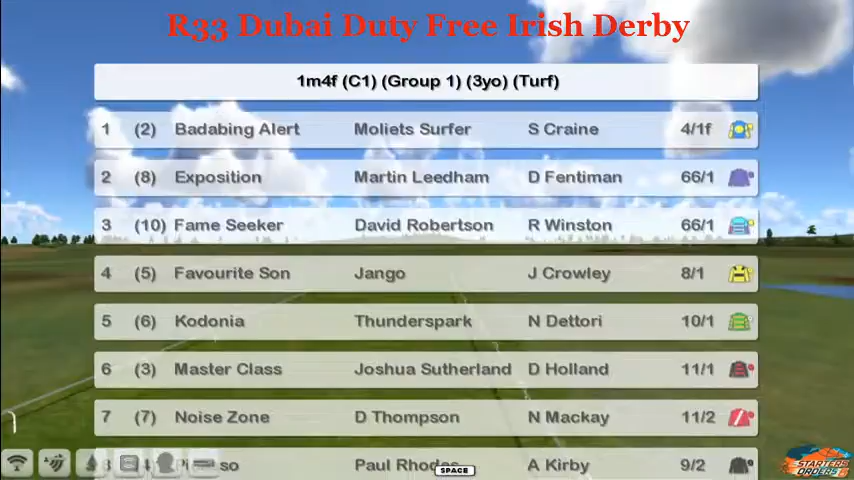 R33 Dubai Duty Free Irish Derby
1m4f (C1) (Group 1) (3yo) (Turf)
1 (2) Badabing Alert Moliets Surfer S Craine 4/1f
2 (8) Exposition Martin Leedham D Fentiman 66/1
3 (10) Fame Seeker David Robertson R Winston 66/1
4 (5) Favourite Son Jango J Crowley 8/1
5 (6) Kodonia Thunderspark N Dettori 10/1
6 (3) Master Class Joshua Sutherland D Holland 11/1
7 (7) Noise Zone D Thompson N Mackay 11/2
Paul A Kirby 9/2
SPACE
STARTERS
ORDERS